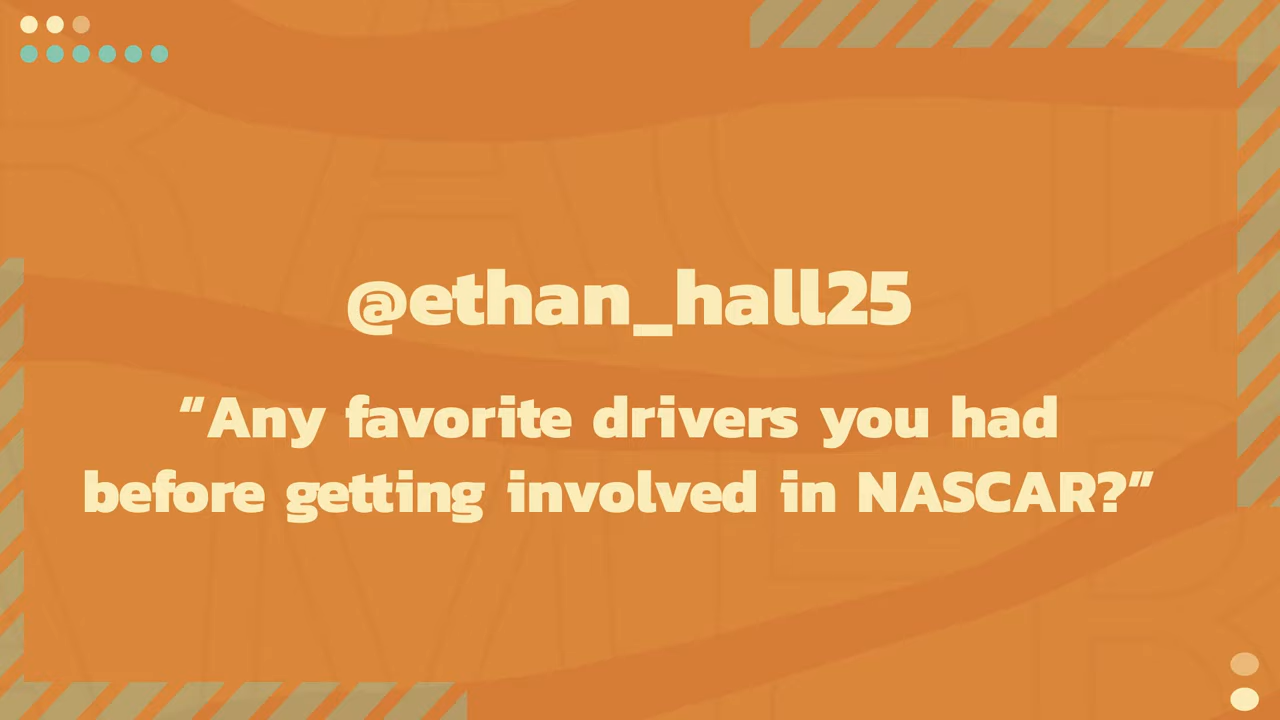 @ethan_hall25
"Any favorite drivers you had
before getting involved in NASCAR?"